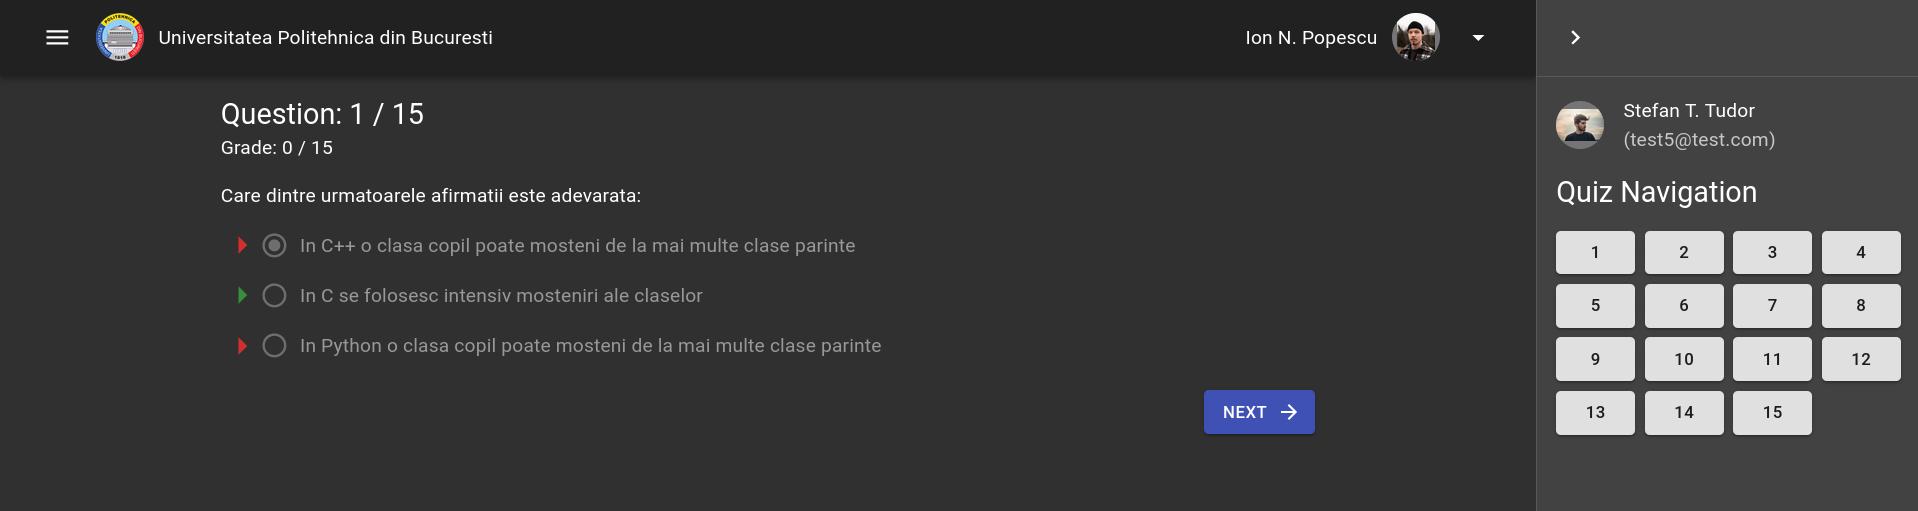 Universitatea Politehnica din Bucuresti
Ion N. Popescu
Question: 1 / 15
Grade: 0 / 15
Care dintre urmatoarele afirmatii este adevarata:
In C++ o clasa copil poate mosteni de la mai multe clase parinte
In C se folosesc intensiv mosteniri ale claselor
In Python o clasa copil poate mosteni de la mai multe clase parinte
NEXT
Stefan T. Tudor
(test5@test.com)
Quiz Navigation
1 2 3 4
5 6 7 8
9 10 11 12
13 14 15